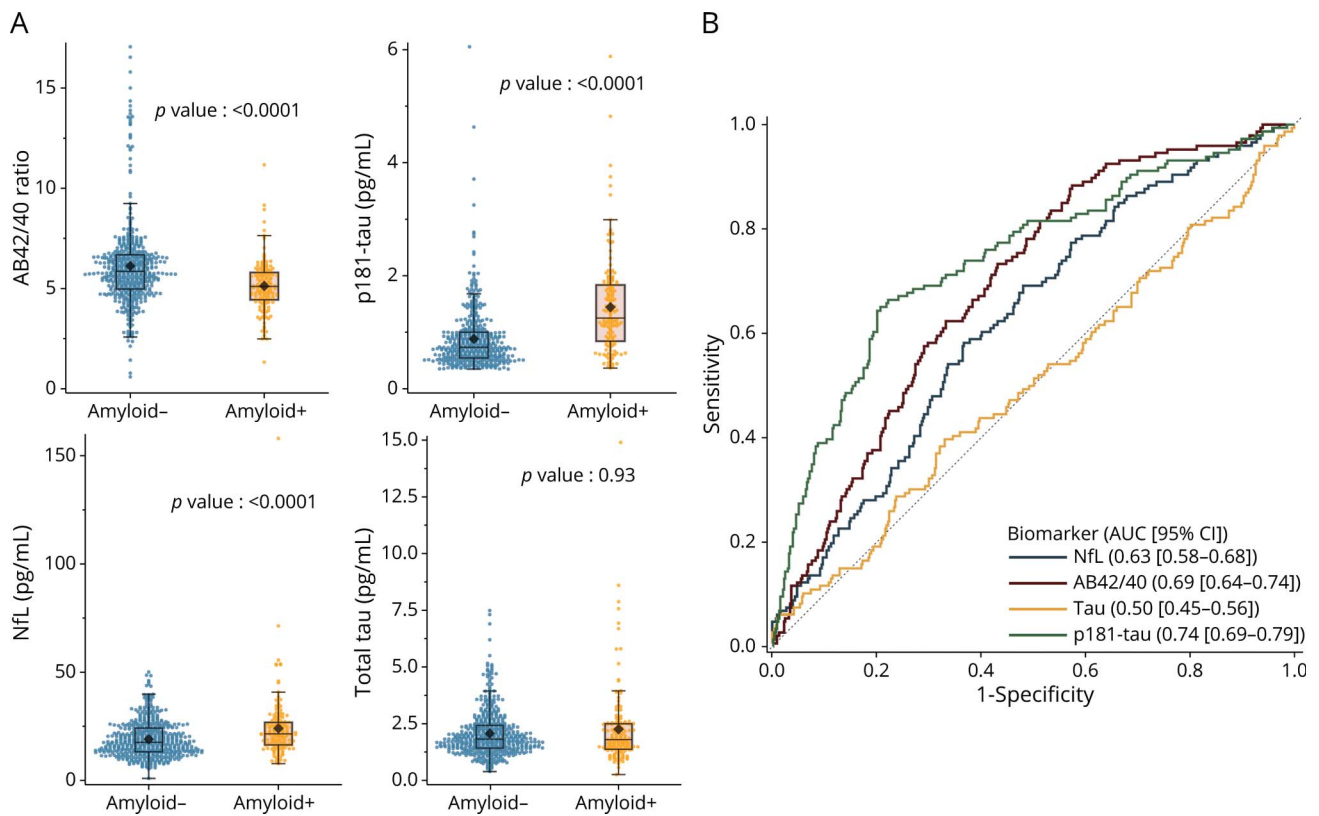 A
AB42/40 ratio
15
10
5
0
p value : <0.0001
Amyloid–
Amyloid+
p181-tau (pg/mL)
6
4
2
0
p value : <0.0001
Amyloid–
Amyloid+
NfL (pg/mL)
150
100
50
0
p value : <0.0001
Amyloid–
Amyloid+
Total tau (pg/mL)
15.0
12.5
10.0
7.5
5.0
2.5
0.0
p value : 0.93
Amyloid–
Amyloid+
B
Sensitivity
1.0
0.8
0.6
0.4
0.2
0.0
Biomarker (AUC [95% CI])
NfL (0.63 [0.58–0.68])
AB42/40 (0.69 [0.64–0.74])
Tau (0.50 [0.45–0.56])
p181-tau (0.74 [0.69–0.79])
0.0 0.2 0.4 0.6 0.8 1.0
1-Specificity